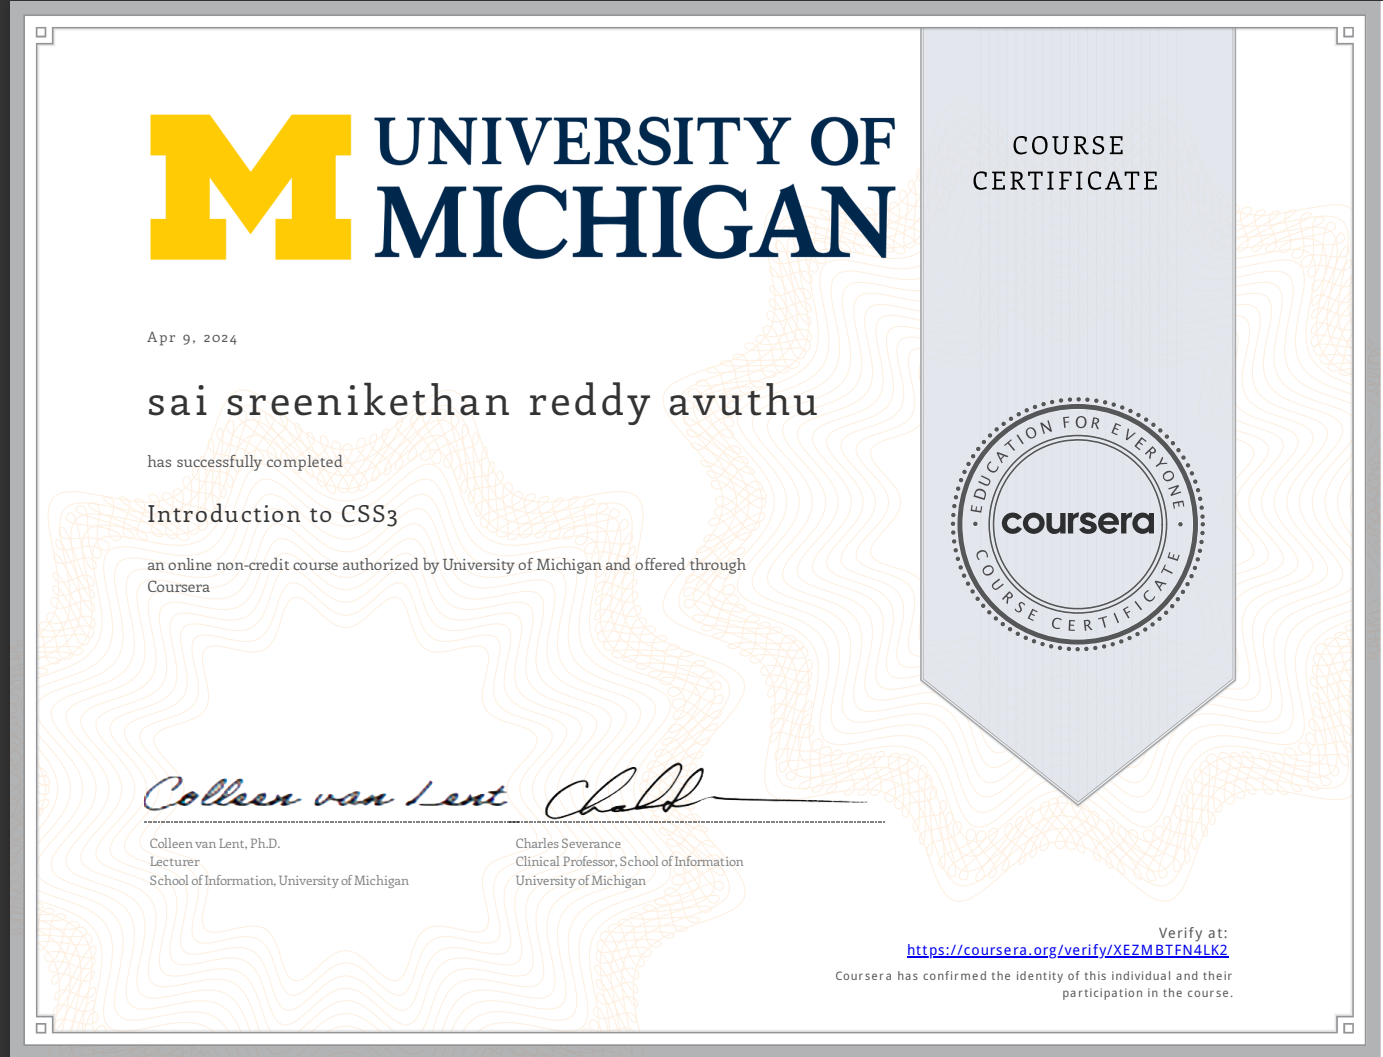 UNIVERSITY OF
MICHIGAN
COURSE
CERTIFICATE
Apr 9, 2024
sai sreenikethan reddy avuthu
has successfully completed
Introduction to CSS3
an online non-credit course authorized by University of Michigan and offered through
Coursera
EDUCATION FOR EVERYONE
coursera
COURSE CERTIFICATE
Colleen van Lent
Colleen van Lent, Ph.D.
Lecturer
School of Information, University of Michigan
Charles Severance
Clinical Professor, School of Information
University of Michigan
Verify at:
https://coursera.org/verify/XEZMBTFN4LK2
Coursera has confirmed the identity of this individual and their
participation in the course.